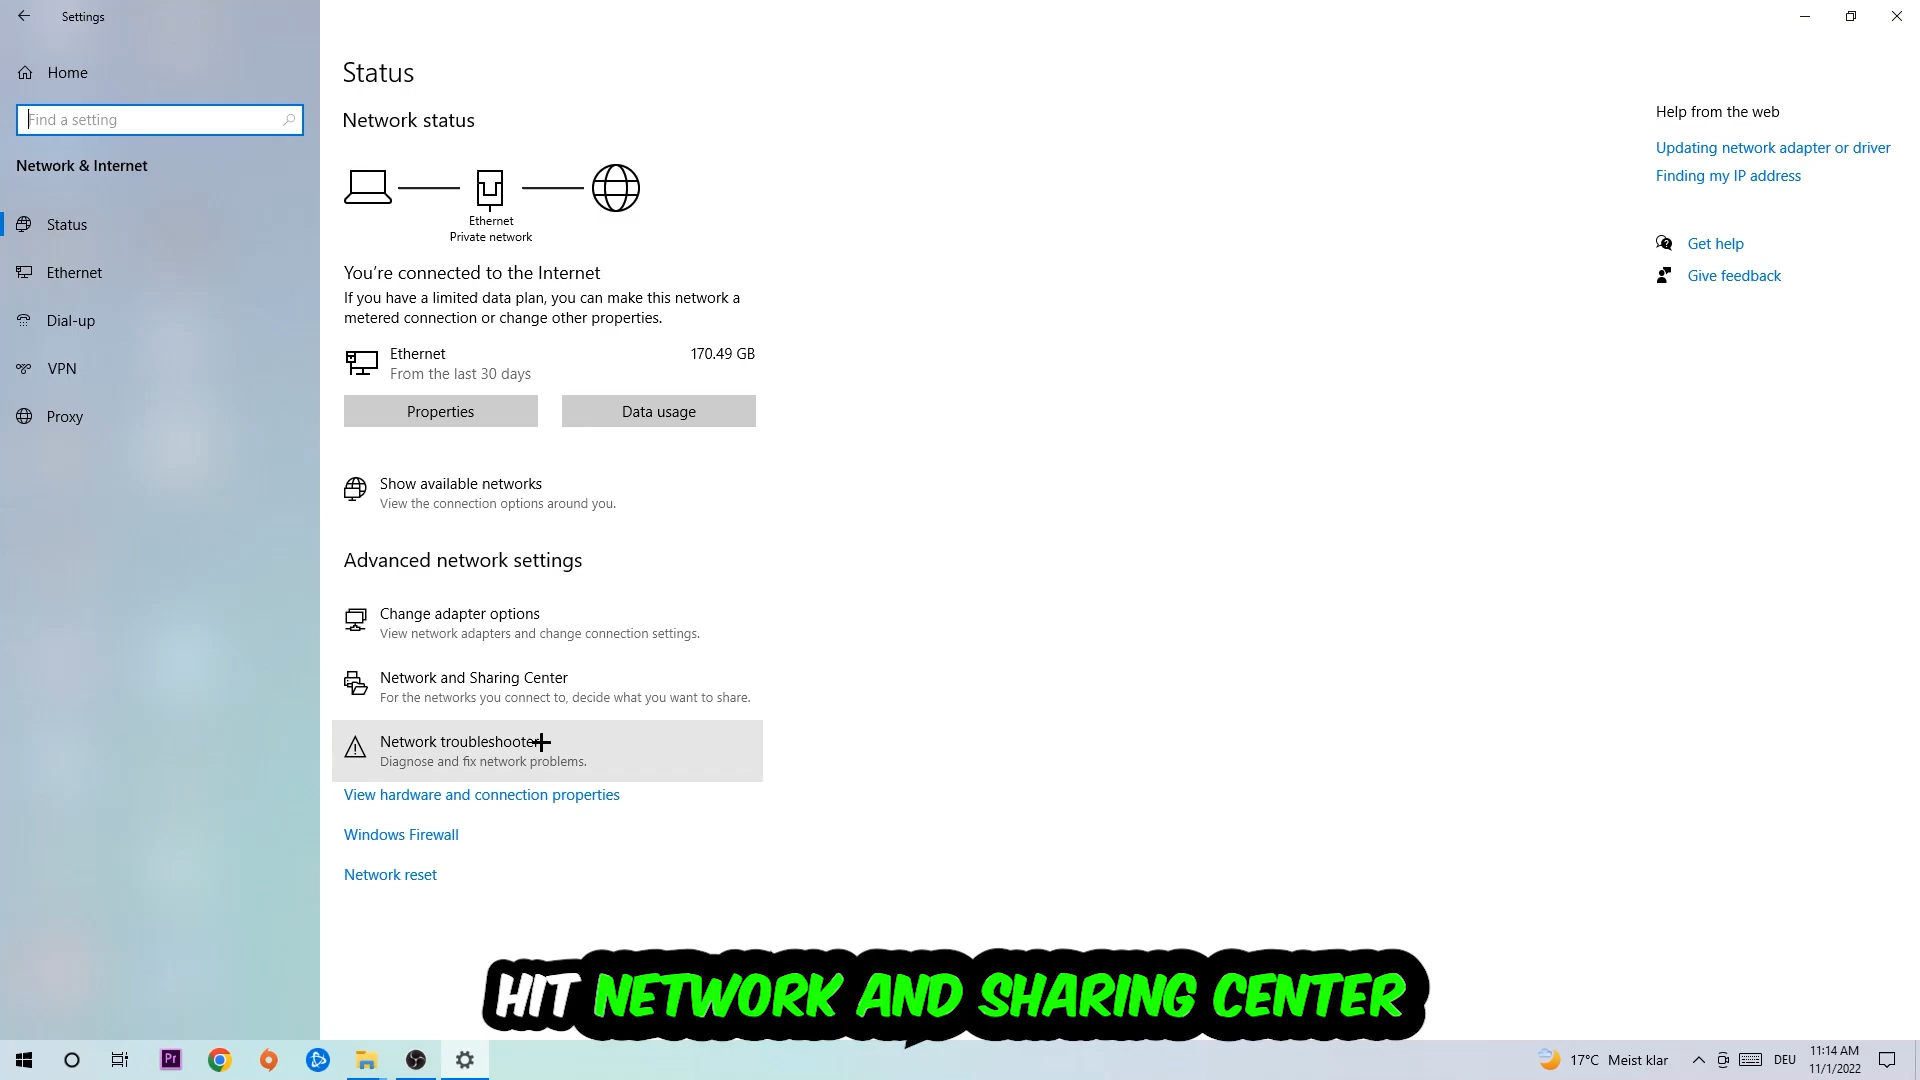 Settings
Home
Find a setting
Network & Internet
Status
Ethernet
Dial-up
VPN
Proxy
Status
Network status
Ethernet
Private network
You're connected to the Internet
If you have a limited data plan, you can make this network a
metered connection or change other properties.
Ethernet 170.49 GB
From the last 30 days
Properties Data usage
Show available networks
View the connection options around you.
Advanced network settings
Change adapter options
View network adapters and change connection settings.
Network and Sharing Center
For the networks you connect to, decide what you want to share.
Network troubleshooter
Diagnose and fix network problems.
View hardware and connection properties
Windows Firewall
Network reset
Help from the web
Updating network adapter or driver
Finding my IP address
Get help
Give feedback
HIT NETWORK AND SHARING CENTER
Pr
17°C Meist klar
DEU
11:14 AM
11/1/2022